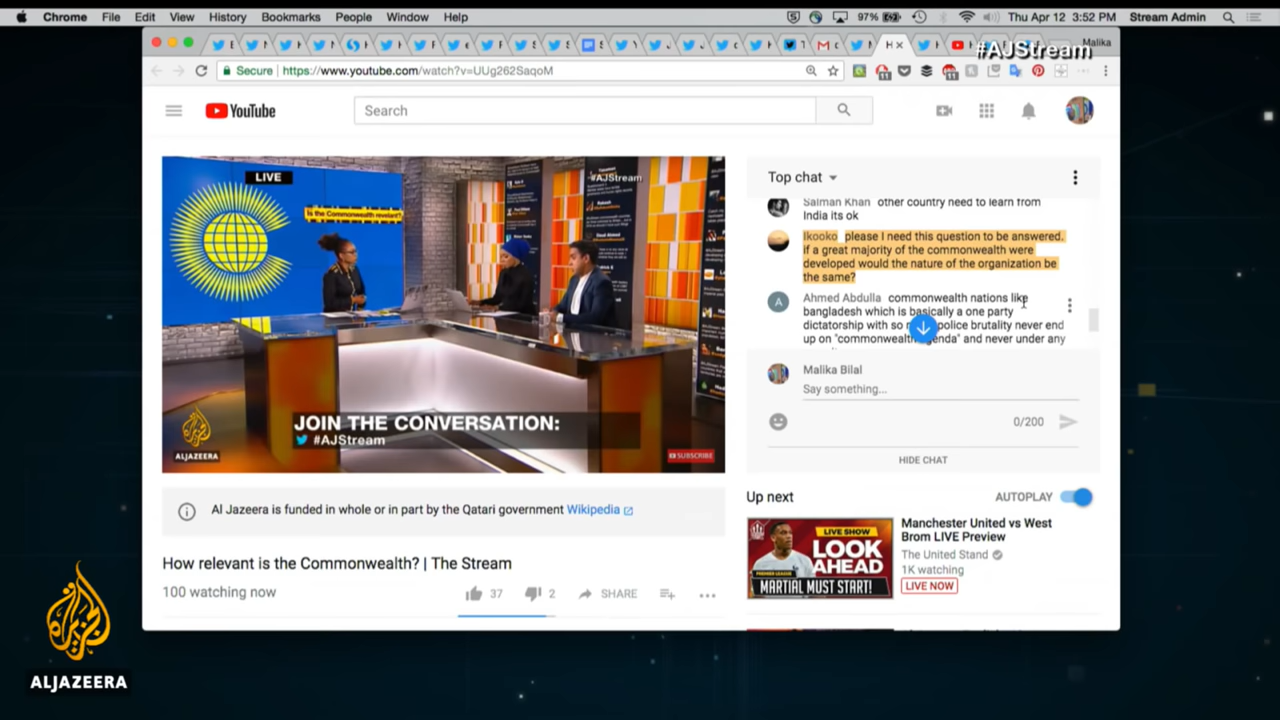 Chrome File Edit View History Bookmarks People Window Help
97% Thu Apr 12 3:52 PM Stream Admin
Malika
#AJStream
Secure https://www.youtube.com/watch?v=UUg262SaqoM
YouTube
Search
LIVE
#AJStream
Is the Commonwealth relevant?
JOIN THE CONVERSATION:
#AJStream
ALJAZEERA
SUBSCRIBE
Top chat
Salman Khan other country need to learn from
India its ok
Ikooko please I need this question to be answered.
if a great majority of the commonwealth were
developed would the nature of the organization be
the same?
A
Ahmed Abdulla commonwealth nations like
bangladesh which is basically a one party
dictatorship with so police brutality never end
up on "commonwealth agenda" and never under any
Malika Bilal
Say something...
0/200
HIDE CHAT
Al Jazeera is funded in whole or in part by the Qatari government Wikipedia
How relevant is the Commonwealth? | The Stream
100 watching now
37 2 SHARE
Up next
AUTOPLAY
LIVE SHOW
LOOK
AHEAD
PREMIER LEAGUE
MARTIAL MUST START!
Manchester United vs West
Brom LIVE Preview
The United Stand
1K watching
LIVE NOW
ALJAZEERA